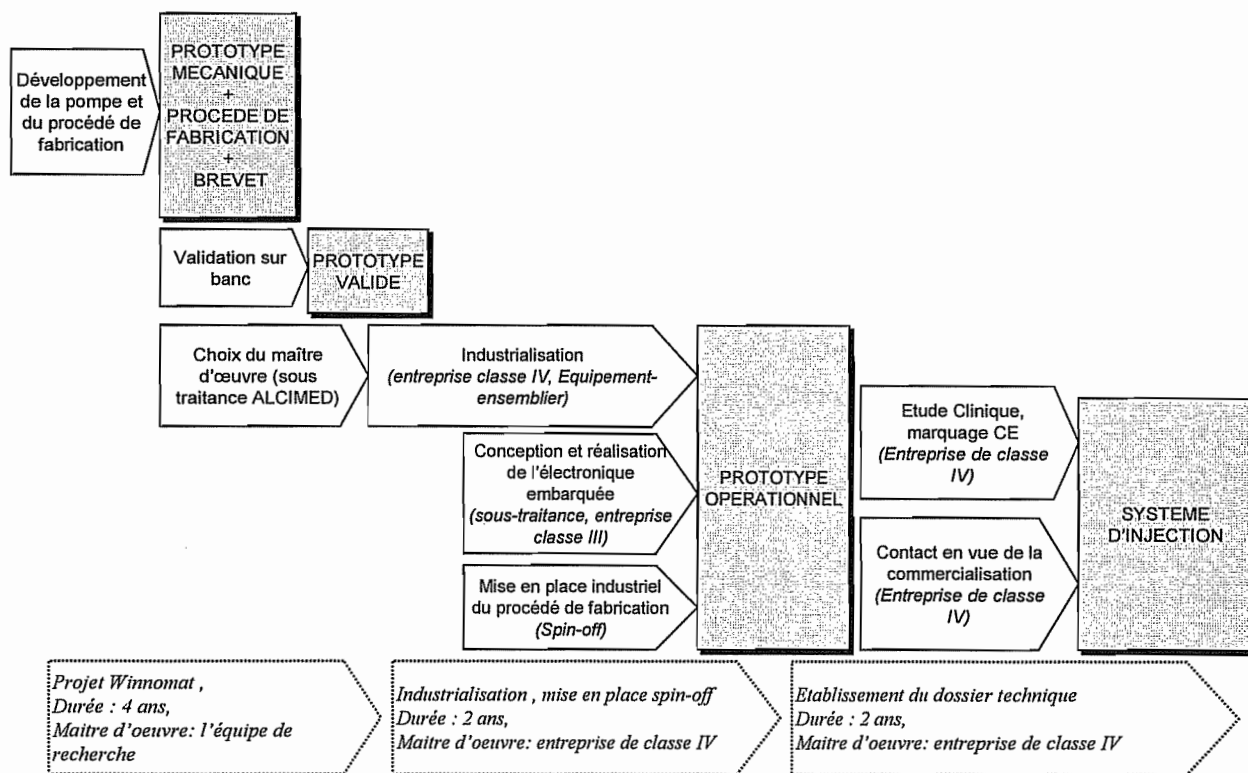 Développement
de la pompe et
du procédé de
fabrication
PROTOTYPE
MECANIQUE
+
PROCEDE DE
FABRICATION
+
BREVET
Validation sur
banc
PROTOTYPE
VALIDE
Choix du maître
d'œuvre (sous
traitance ALCIMED)
Industrialisation
(entreprise classe IV, Equipement-
ensemblier)
Conception et réalisation
de l'électronique
embarquée
(sous-traitance, entreprise
classe III)
Mise en place industriel
du procédé de fabrication
(Spin-off)
PROTOTYPE
OPERATIONNEL
Etude Clinique,
marquage CE
(Entreprise de classe
IV)
Contact en vue de la
commercialisation
(Entreprise de classe
IV)
SYSTEME
D'INJECTION
Projet Winnomat ,
Durée : 4 ans,
Maitre d'oeuvre: l'équipe de
recherche
Industrialisation , mise en place spin-off
Durée : 2 ans,
Maitre d'oeuvre: entreprise de classe IV
Etablissement du dossier technique
Durée : 2 ans,
Maitre d'oeuvre: entreprise de classe IV